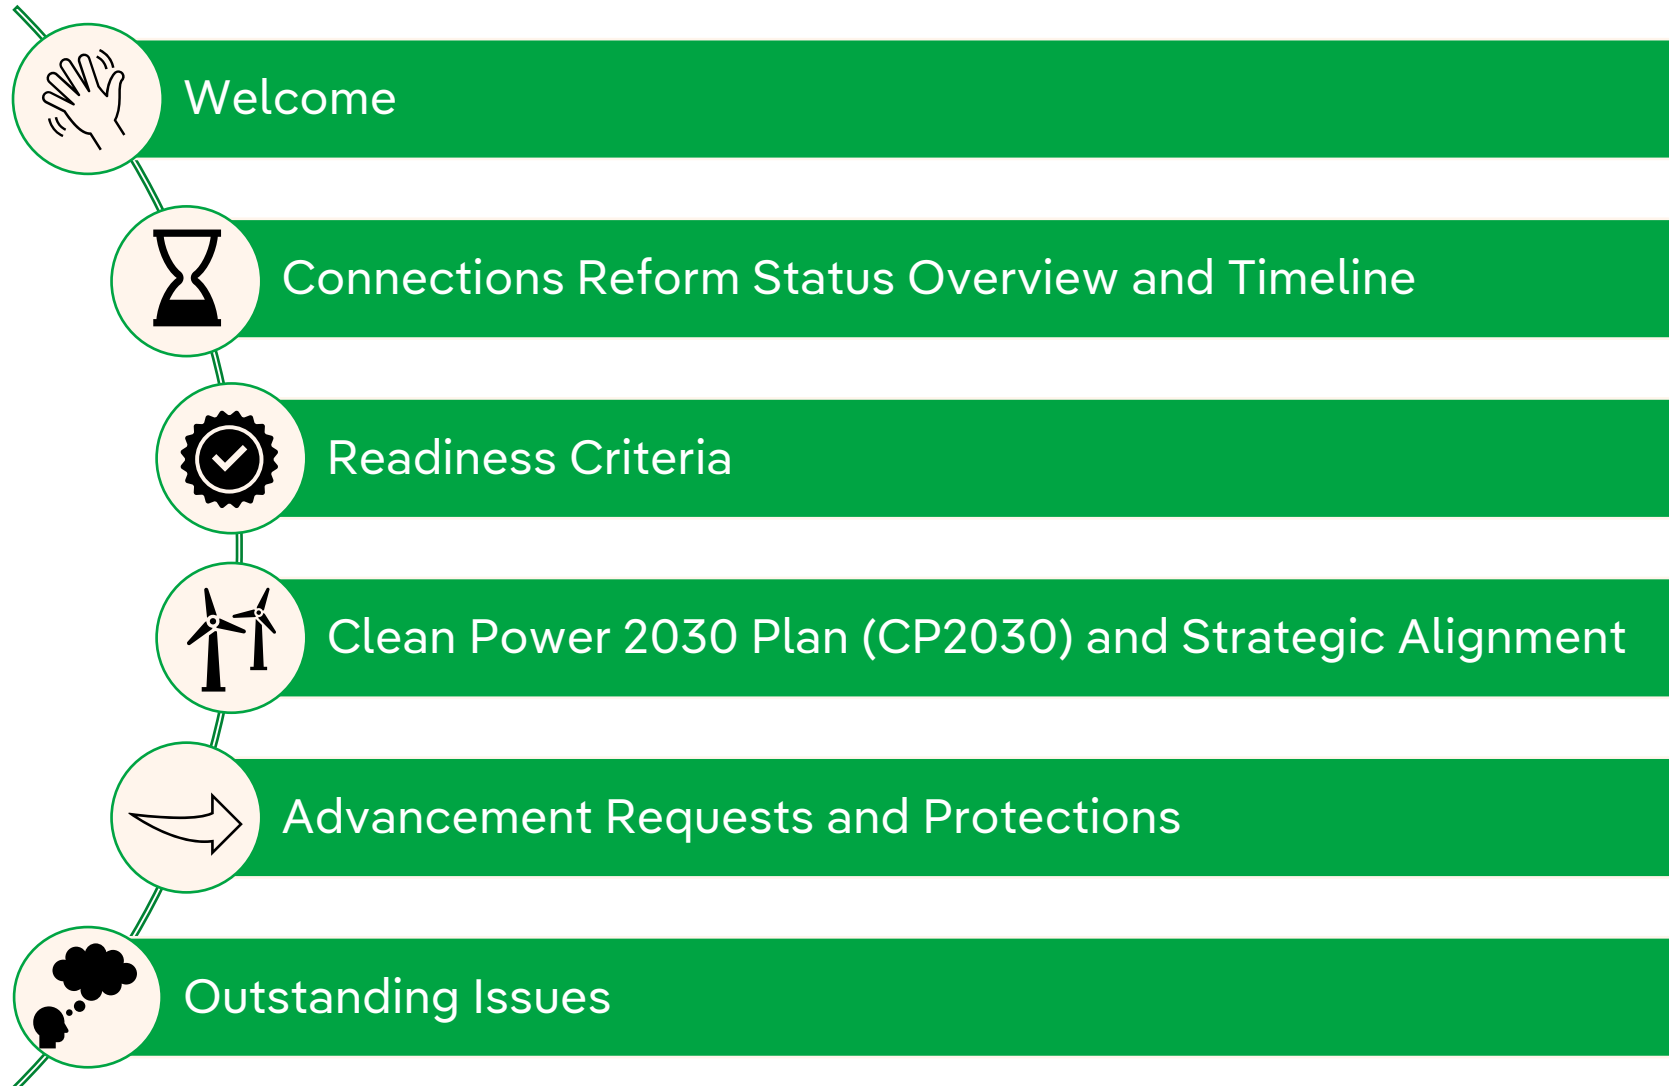 Welcome
Connections Reform Status Overview and Timeline
Readiness Criteria
Clean Power 2030 Plan (CP2030) and Strategic Alignment
Advancement Requests and Protections
Outstanding Issues